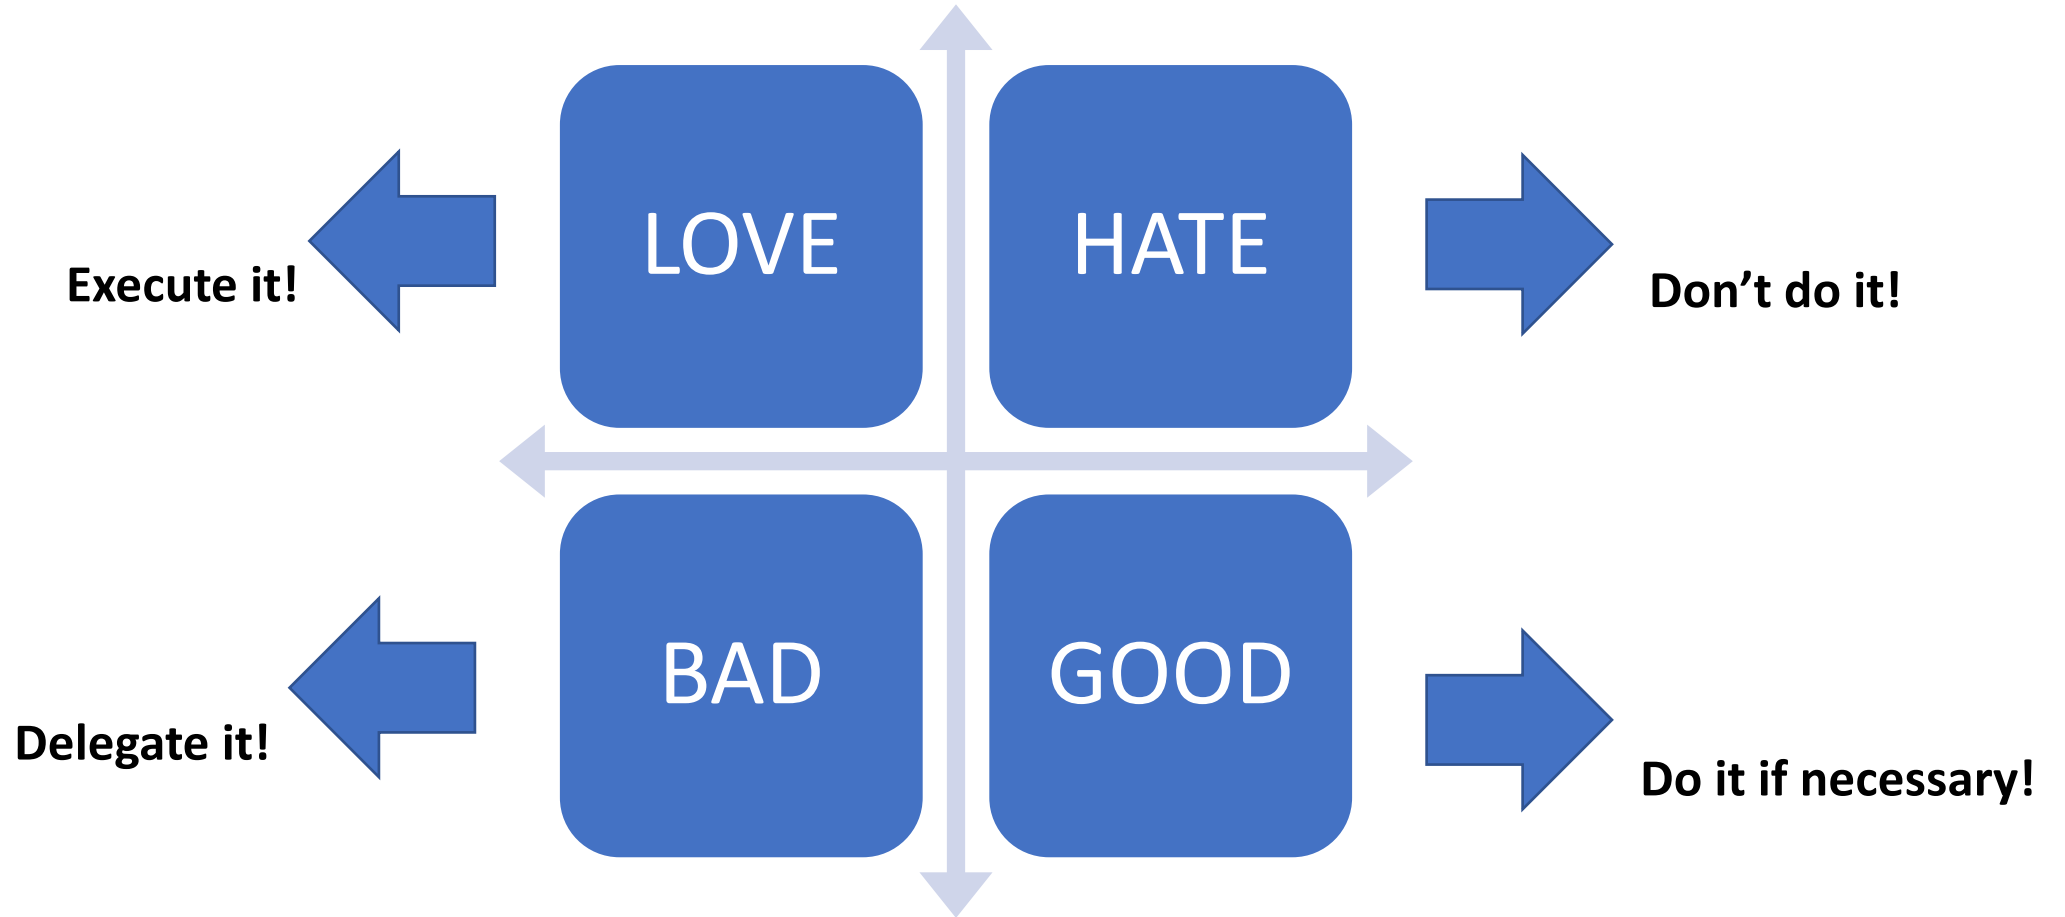 LOVE
HATE
Execute it!
Don’t do it!
BAD
GOOD
Delegate it!
Do it if necessary!